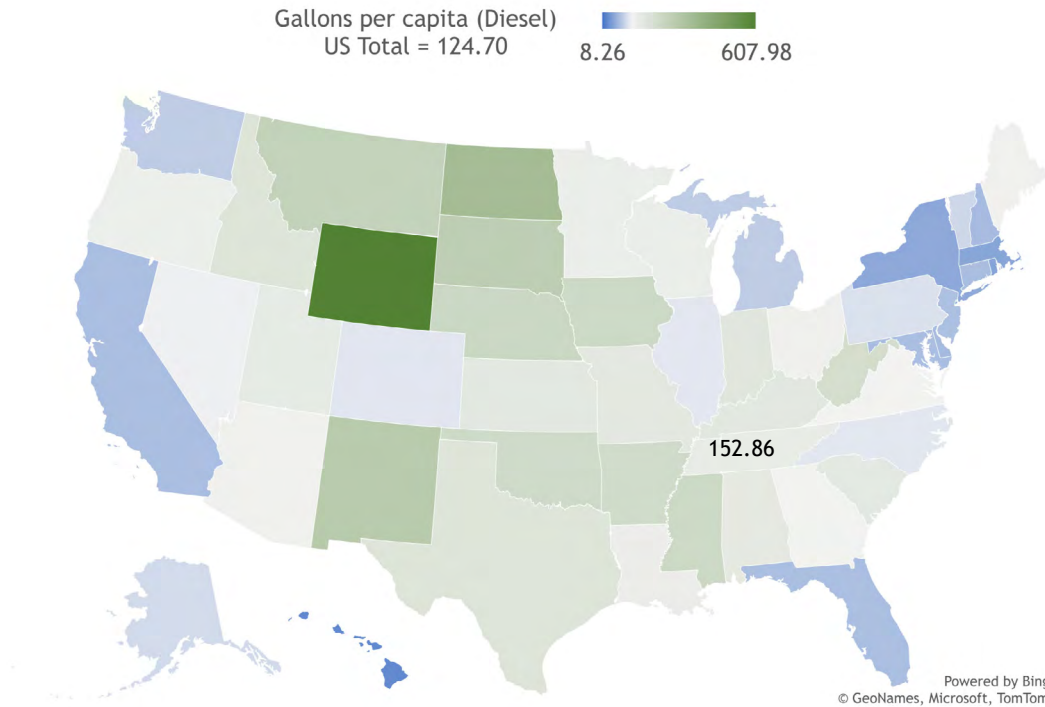 Gallons per capita (Diesel)
US Total = 124.70
8.26
607.98
152.86
Powered by Bing
© GeoNames, Microsoft, TomTom